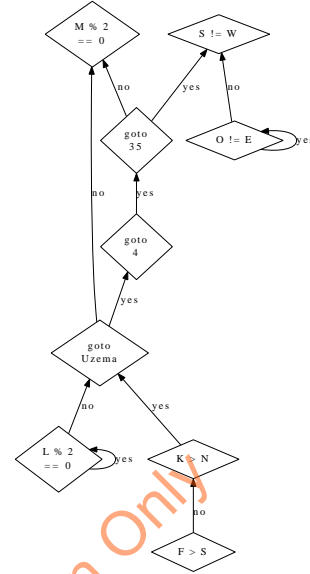 M % 2
== 0
S != W
no
yes
goto
35
no
O != E
yes
no
yes
goto
4
yes
goto
Uzema
no
yes
L % 2
== 0
yes
K > N
no
F > S
Only